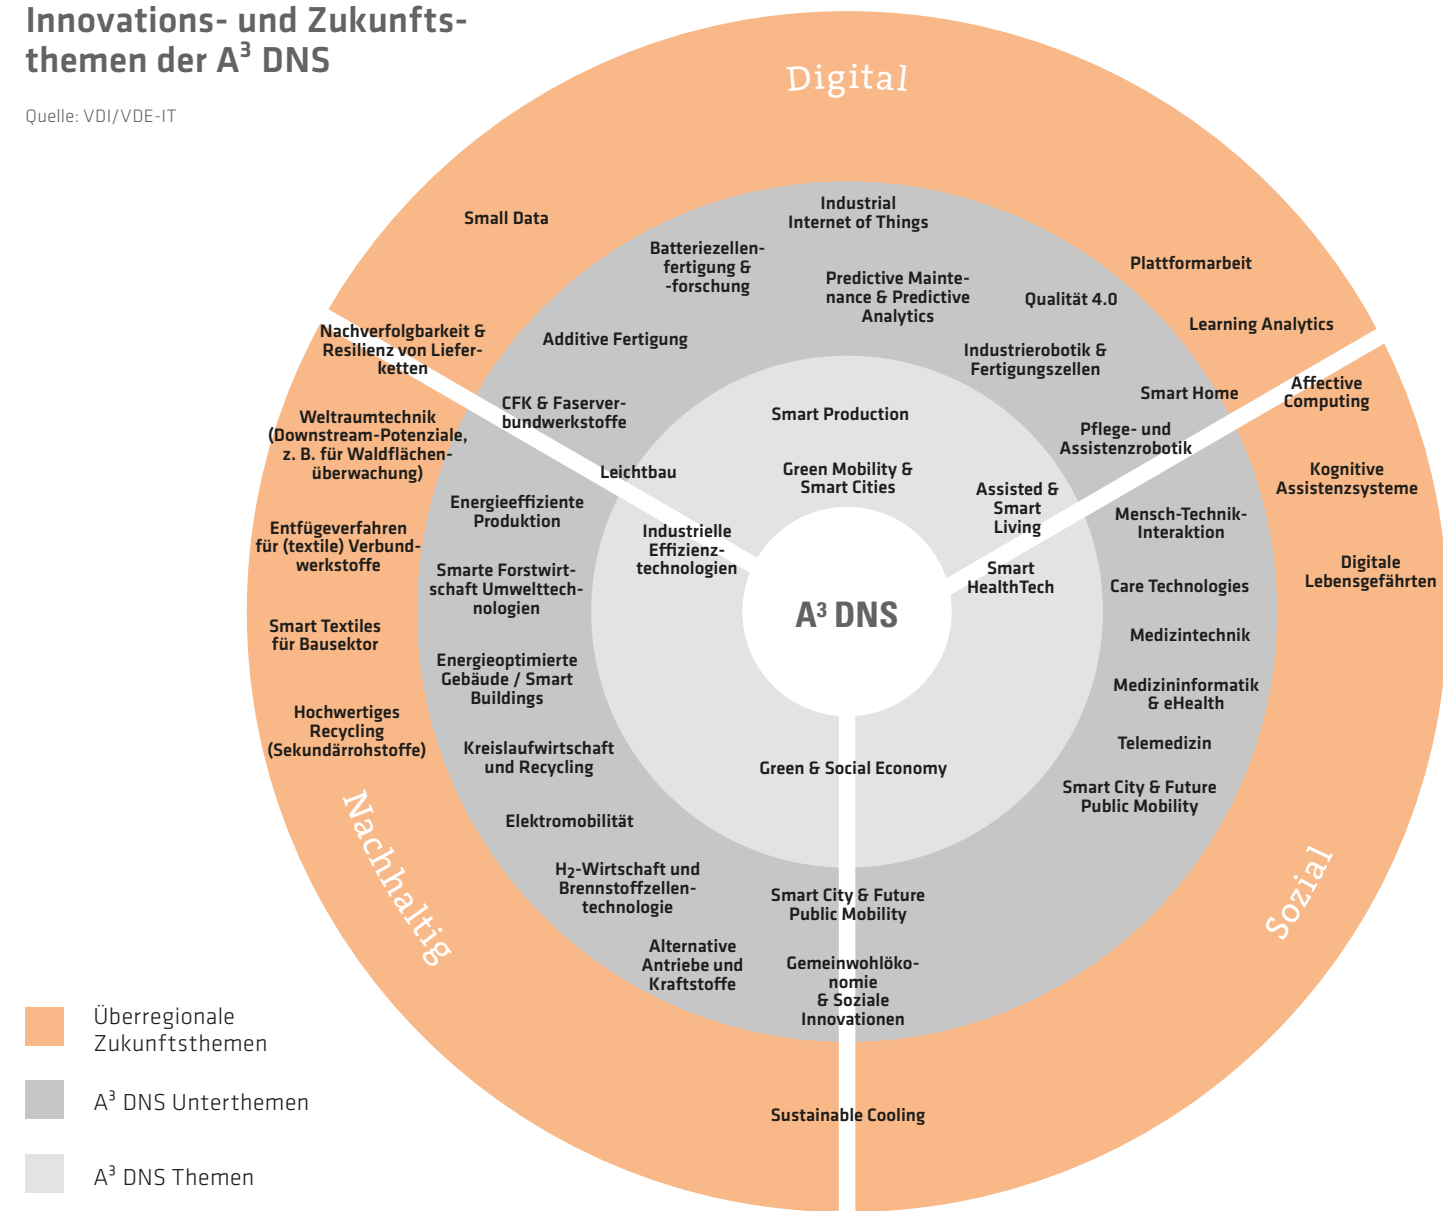 Innovations- und Zukunfts-
themen der A³ DNS
Quelle: VDI/VDE-IT
Digital
Small Data
Plattformarbeit
Learning Analytics
Industrial
Internet of Things
Batteriezellen-
fertigung &
-forschung
Predictive Mainte-
nance & Predictive
Analytics
Qualität 4.0
Additive Fertigung
Industrierobotik &
Fertigungszellen
Smart Home
CFK & Faserver-
bundwerkstoffe
Pflege- und
Assistenzrobotik
Smart Production
Green Mobility &
Smart Cities
Assisted &
Smart
Living
Leichtbau
Industrielle
Effizienz-
technologien
Smart
HealthTech
A³ DNS
Green & Social Economy
Nachverfolgbarkeit &
Resilienz von Liefer-
ketten
Weltraumtechnik
(Downstream-Potenziale,
z. B. für Waldflächen-
überwachung)
Entfügeverfahren
für (textile) Verbund-
werkstoffe
Smart Textiles
für Bausektor
Hochwertiges
Recycling
(Sekundärrohstoffe)
Nachhaltig
Energieeffiziente
Produktion
Smarte Forstwirt-
schaft Umwelttech-
nologien
Energieoptimierte
Gebäude / Smart
Buildings
Kreislaufwirtschaft
und Recycling
Elektromobilität
H₂-Wirtschaft und
Brennstoffzellen-
technologie
Alternative
Antriebe und
Kraftstoffe
Smart City & Future
Public Mobility
Gemeinwohlöko-
nomie
& Soziale
Innovationen
Sustainable Cooling
Affective
Computing
Kognitive
Assistenzsysteme
Digitale
Lebensgefährten
Mensch-Technik-
Interaktion
Care Technologies
Medizintechnik
Medizininformatik
& eHealth
Telemedizin
Smart City & Future
Public Mobility
Sozial
Überregionale
Zukunftsthemen
A³ DNS Unterthemen
A³ DNS Themen